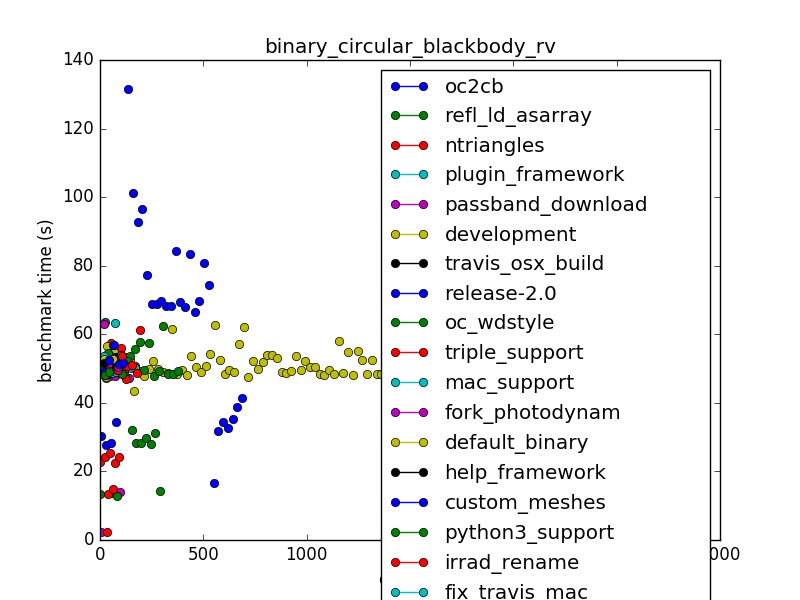 binary_circular_blackbody_rv
140
120
100
80
60
40
20
0
benchmark time (s)
0
500
1000
000
oc2cb
refl_ld_asarray
ntriangles
plugin_framework
passband_download
development
travis_osx_build
release-2.0
oc_wdstyle
triple_support
mac_support
fork_photodynam
default_binary
help_framework
custom_meshes
python3_support
irrad_rename
fix_travis_mac